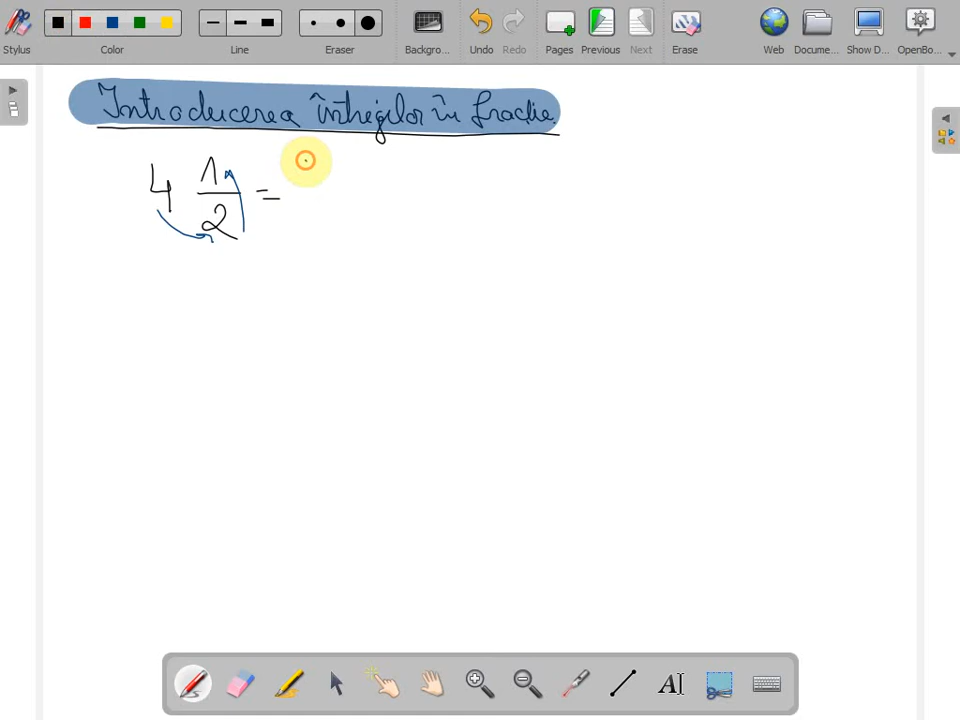 Stylus
Color
Line
Eraser
Backgro...
Undo
Redo
Pages
Previous
Next
Erase
Web
Docume...
Show D...
OpenBo...
Introducerea întregilor în fracție.
4 1/2 =
A